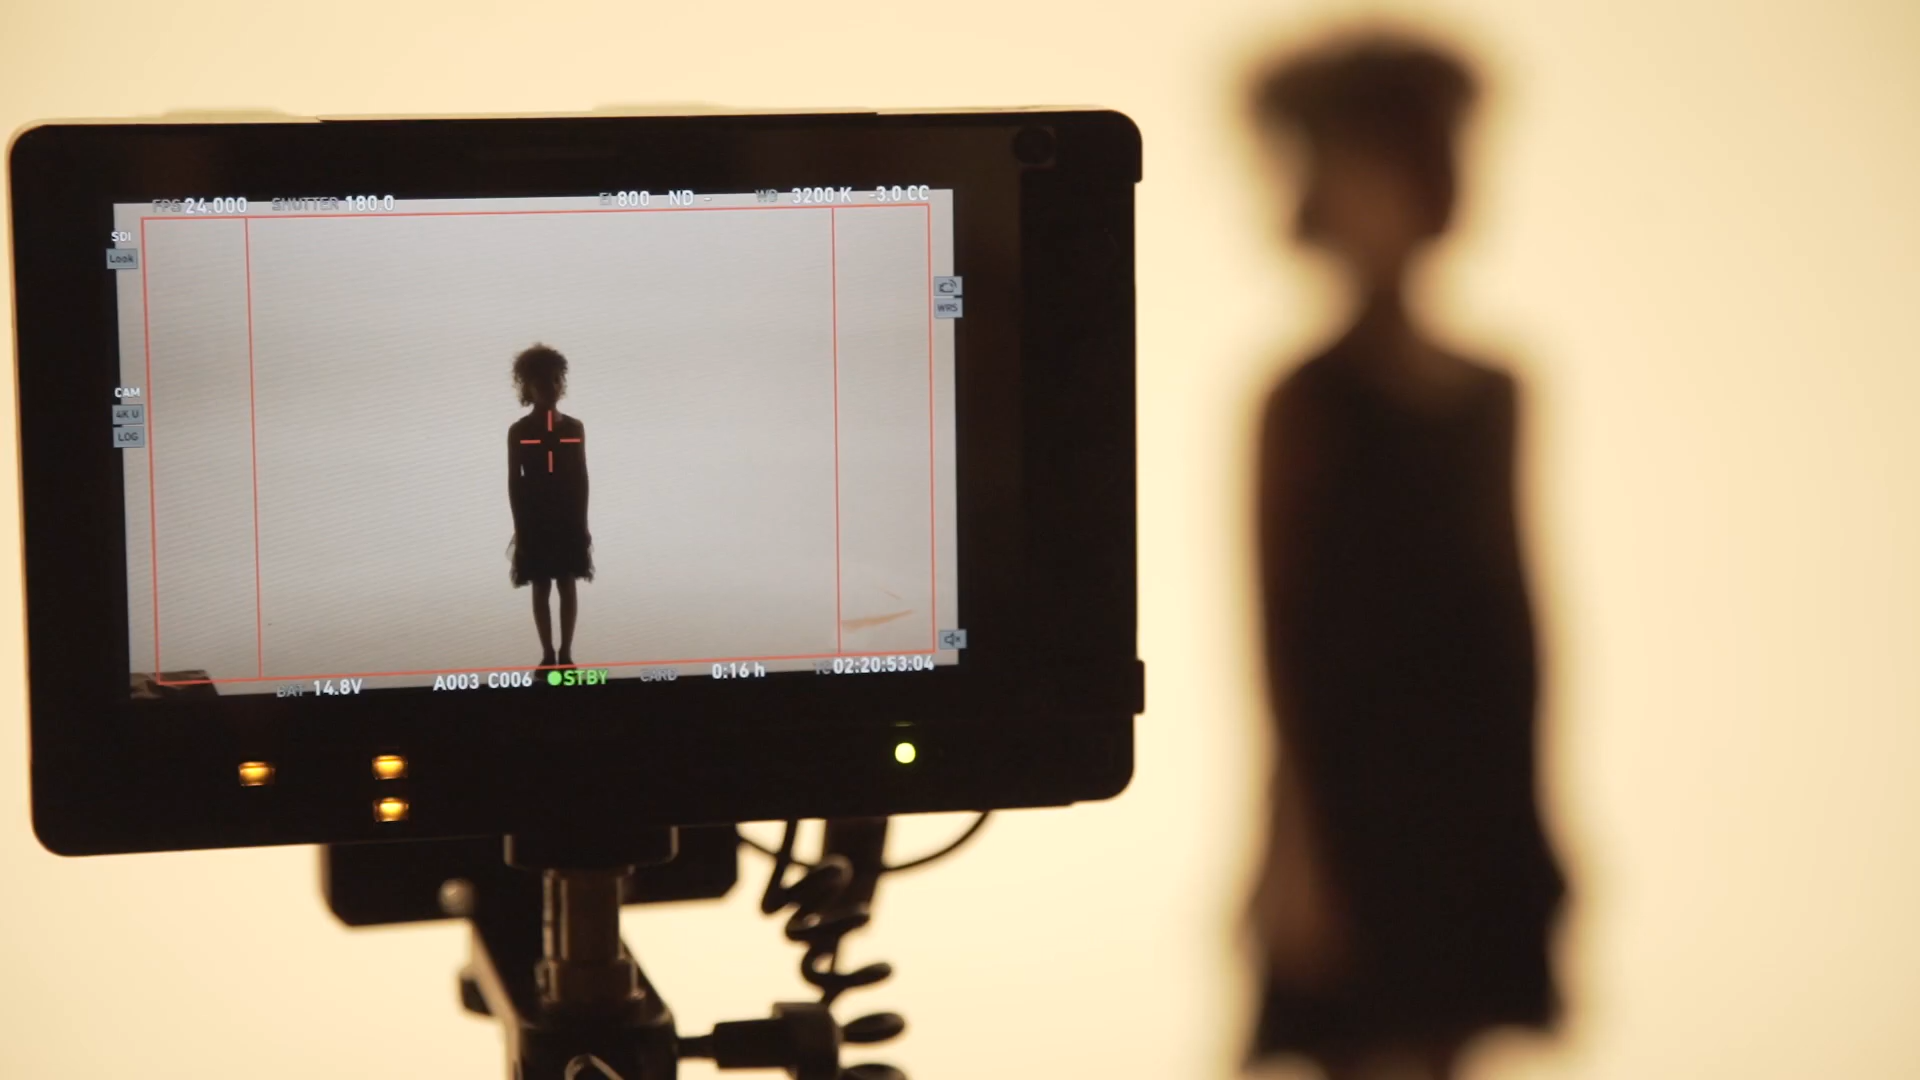 FPS 24.000 SHUTTER 180.0 EI 800 ND - WB 3200 K -3.0 CC
SDI
Look
WRS
CAM
4K U
LOG
BAT 14.8V A003 C006 STBY CARD 0:16 h TC 02:20:53:04